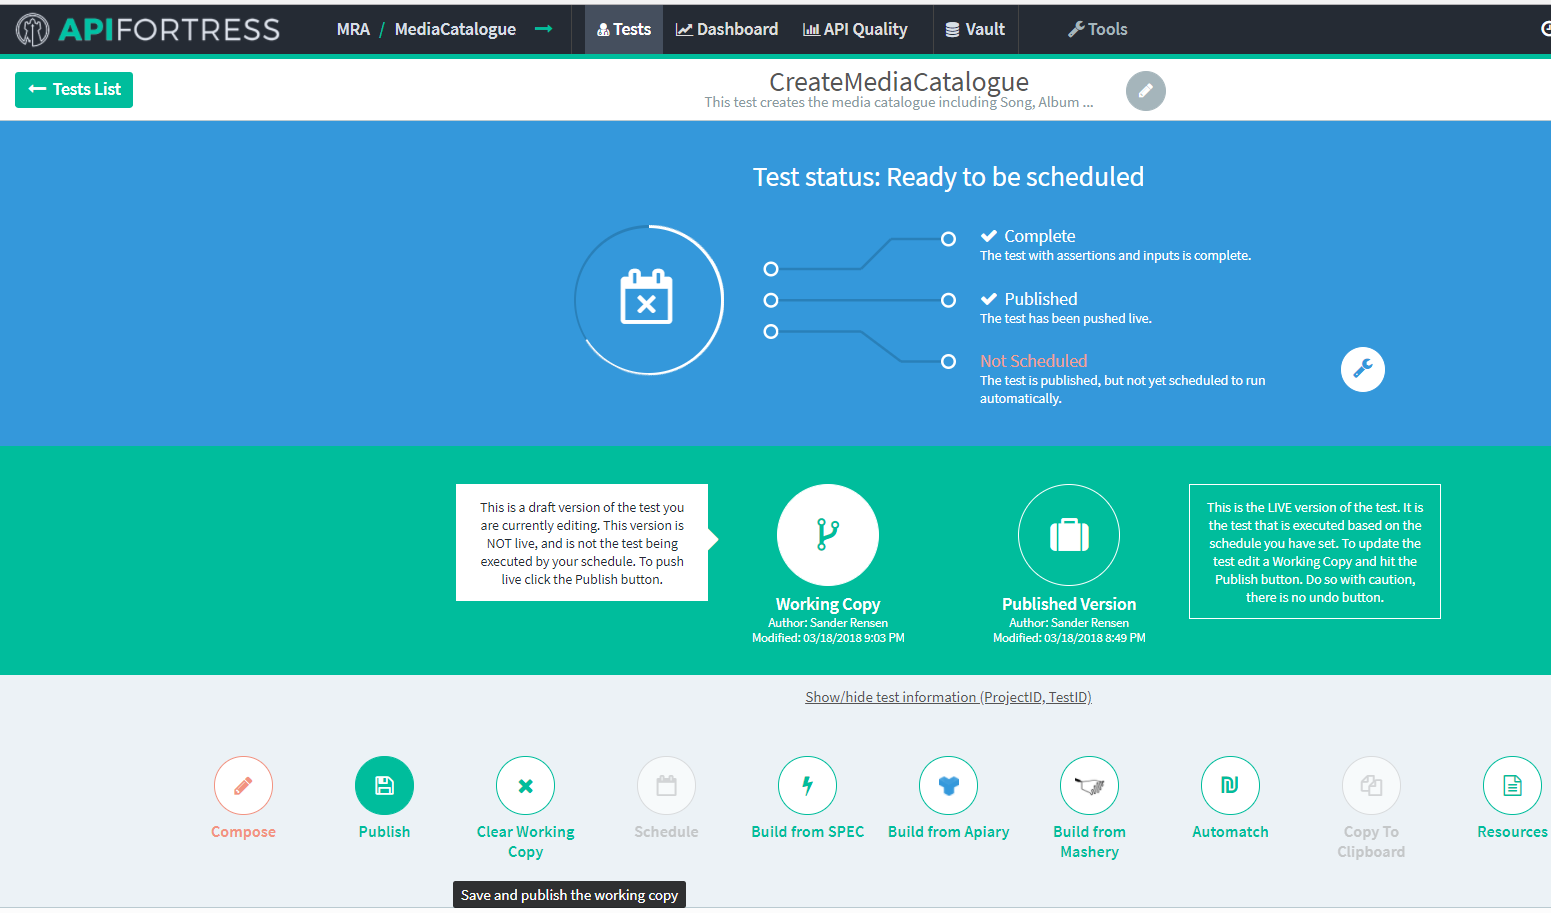 APIFORTRESS
MRA / MediaCatalogue
Tests
Dashboard
API Quality
Vault
Tools
Tests List
CreateMediaCatalogue
This test creates the media catalogue including Song, Album ...
Test status: Ready to be scheduled
Complete
The test with assertions and inputs is complete.
Published
The test has been pushed live.
Not Scheduled
The test is published, but not yet scheduled to run
automatically.
This is a draft version of the test you
are currently editing. This version is
NOT live, and is not the test being
executed by your schedule. To push
live click the Publish button.
Working Copy
Author: Sander Rensen
Modified: 03/18/2018 9:03 PM
Published Version
Author: Sander Rensen
Modified: 03/18/2018 8:49 PM
This is the LIVE version of the test. It is
the test that is executed based on the
schedule you have set. To update the
test edit a Working Copy and hit the
Publish button. Do so with caution,
there is no undo button.
Show/hide test information (ProjectID, TestID)
Compose
Publish
Clear Working
Copy
Schedule
Build from SPEC
Build from Apiary
Build from
Mashery
Automatch
Copy To
Clipboard
Resources
Save and publish the working copy